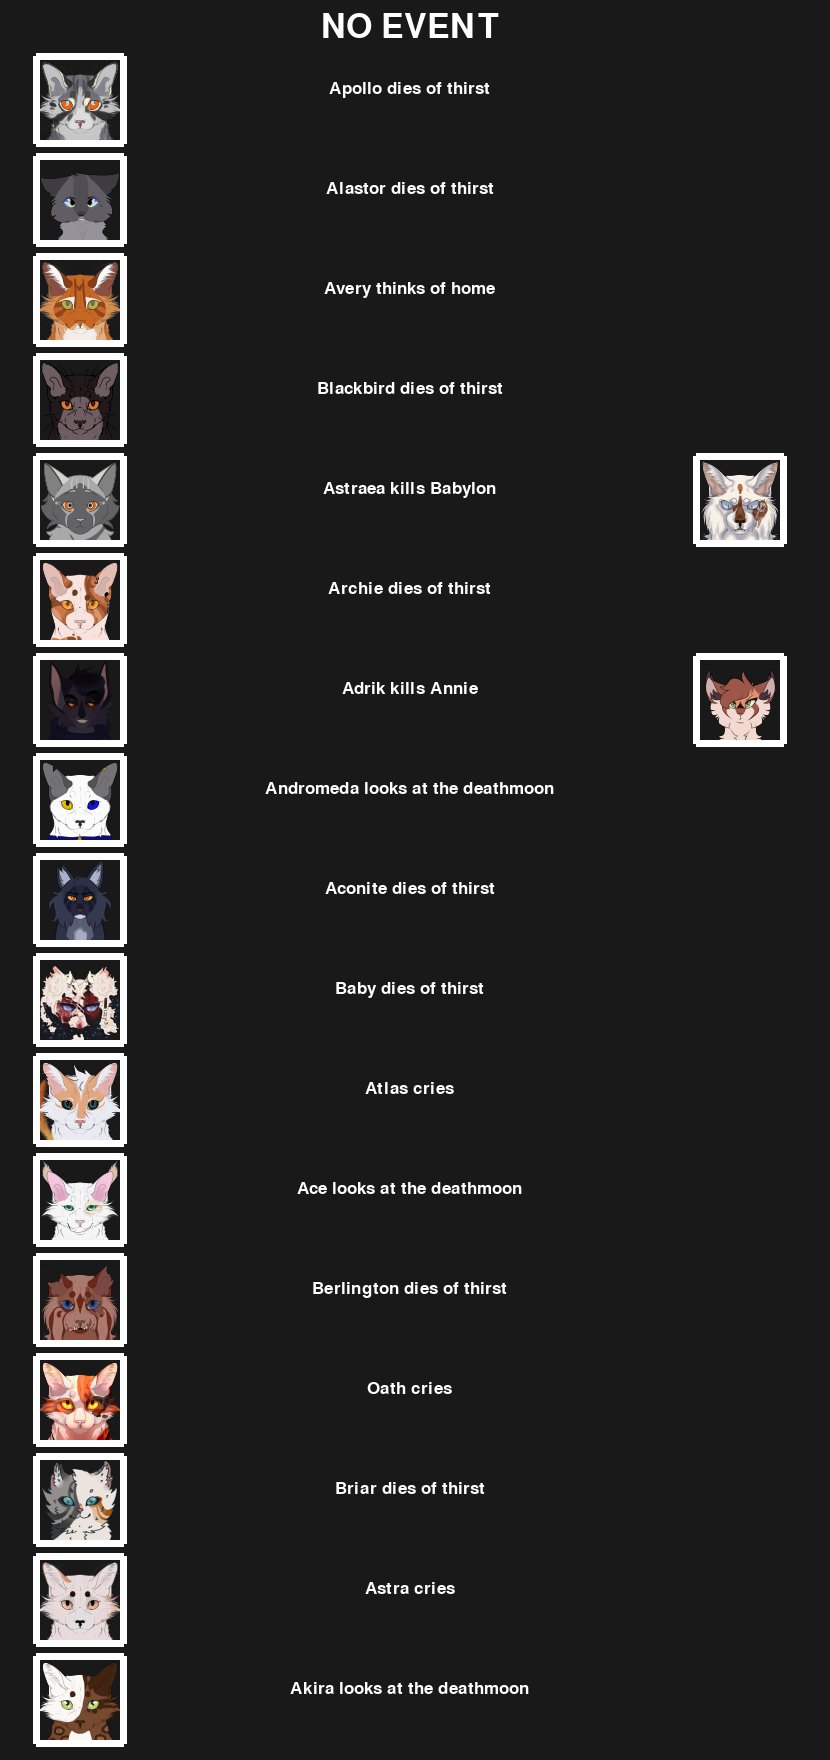 NO EVENT
Apollo dies of thirst
Alastor dies of thirst
Avery thinks of home
Blackbird dies of thirst
Astraea kills Babylon
Archie dies of thirst
Adrik kills Annie
Andromeda looks at the deathmoon
Aconite dies of thirst
Baby dies of thirst
Atlas cries
Ace looks at the deathmoon
Berlington dies of thirst
Oath cries
Briar dies of thirst
Astra cries
Akira looks at the deathmoon